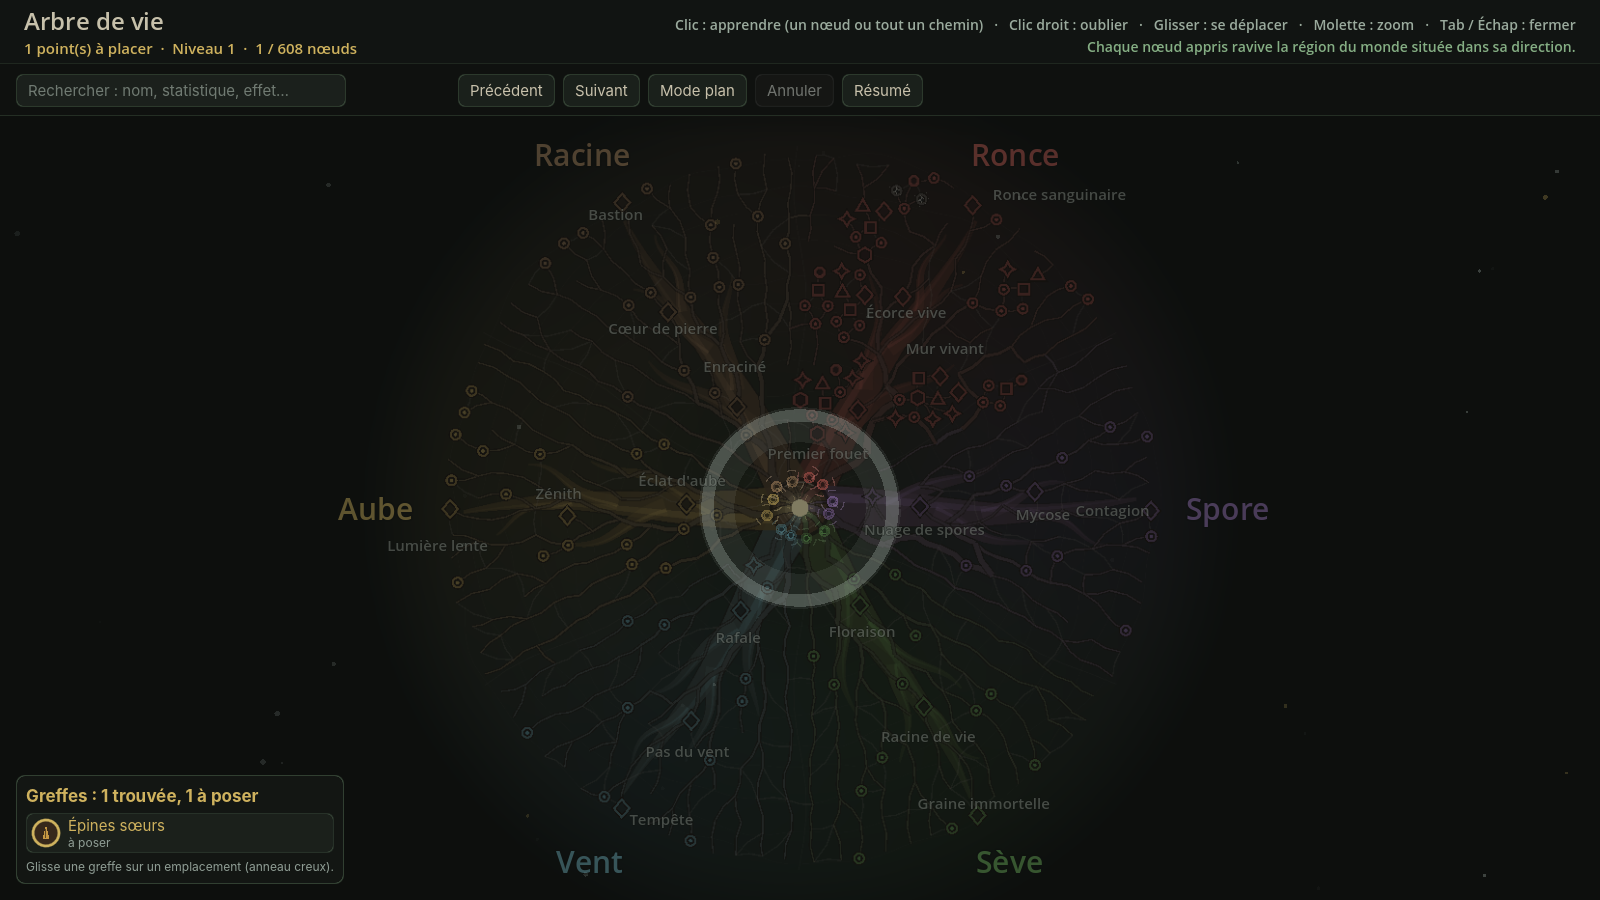 Arbre de vie
1 point(s) à placer · Niveau 1 · 1 / 608 nœuds
Clic : apprendre (un nœud ou tout un chemin) · Clic droit : oublier · Glisser : se déplacer · Molette : zoom · Tab / Échap : fermer
Chaque nœud appris ravive la région du monde située dans sa direction.
Rechercher : nom, statistique, effet...
Précédent
Suivant
Mode plan
Annuler
Résumé
Racine
Ronce
Ronce sanguinaire
Bastion
Écorce vive
Cœur de pierre
Mur vivant
Enraciné
Premier fouet
Éclat d'aube
Zénith
Aube
Spore
Mycose
Contagion
Nuage de spores
Lumière lente
Rafale
Floraison
Racine de vie
Pas du vent
Graine immortelle
Tempête
Vent
Sève
Greffes : 1 trouvée, 1 à poser
Épines sœurs
à poser
Glisse une greffe sur un emplacement (anneau creux).